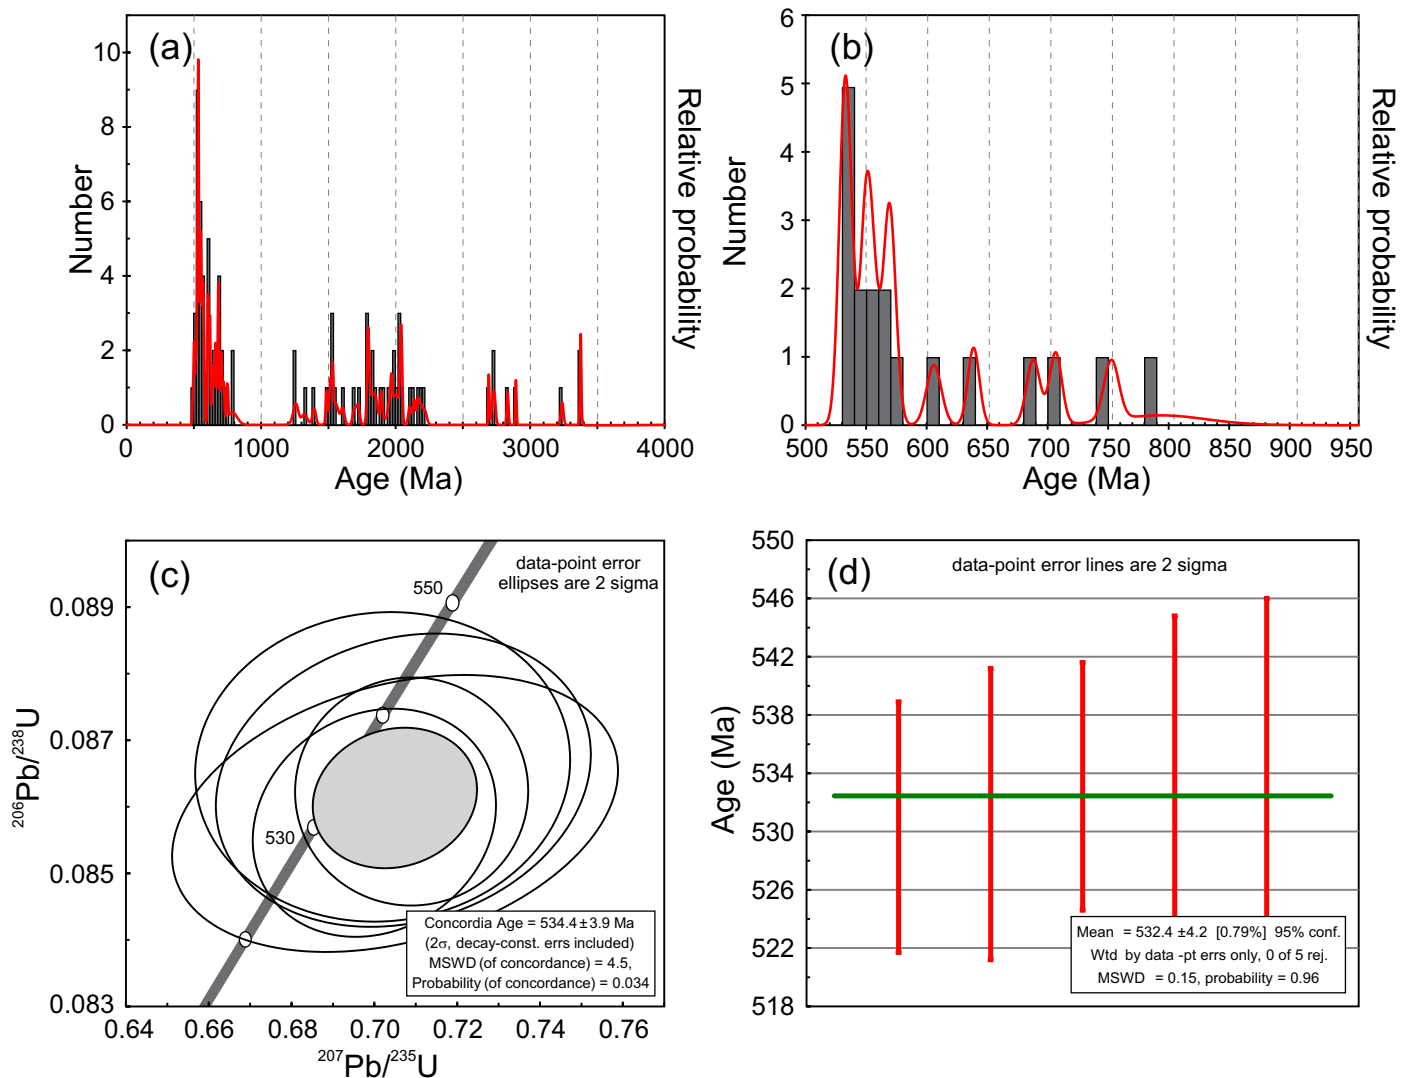 (a)
Number
10
8
6
4
2
0
0
1000
2000
3000
4000
Age (Ma)
Relative probability
(b)
Number
6
5
4
3
2
1
0
500
550
600
650
700
750
800
850
900
950
Age (Ma)
Relative probability
(c)
data-point error
ellipses are 2 sigma
550
530
²⁰⁶Pb/²³⁸U
0.089
0.087
0.085
0.083
0.64
0.66
0.68
0.70
0.72
0.74
0.76
²⁰⁷Pb/²³⁵U
Concordia Age = 534.4±3.9 Ma
(2σ, decay-const. errs included)
MSWD (of concordance) = 4.5,
Probability (of concordance) = 0.034
(d)
data-point error lines are 2 sigma
Age (Ma)
550
546
542
538
534
530
526
522
518
Mean = 532.4 ±4.2 [0.79%] 95% conf.
Wtd by data -pt errs only, 0 of 5 rej.
MSWD = 0.15, probability = 0.96